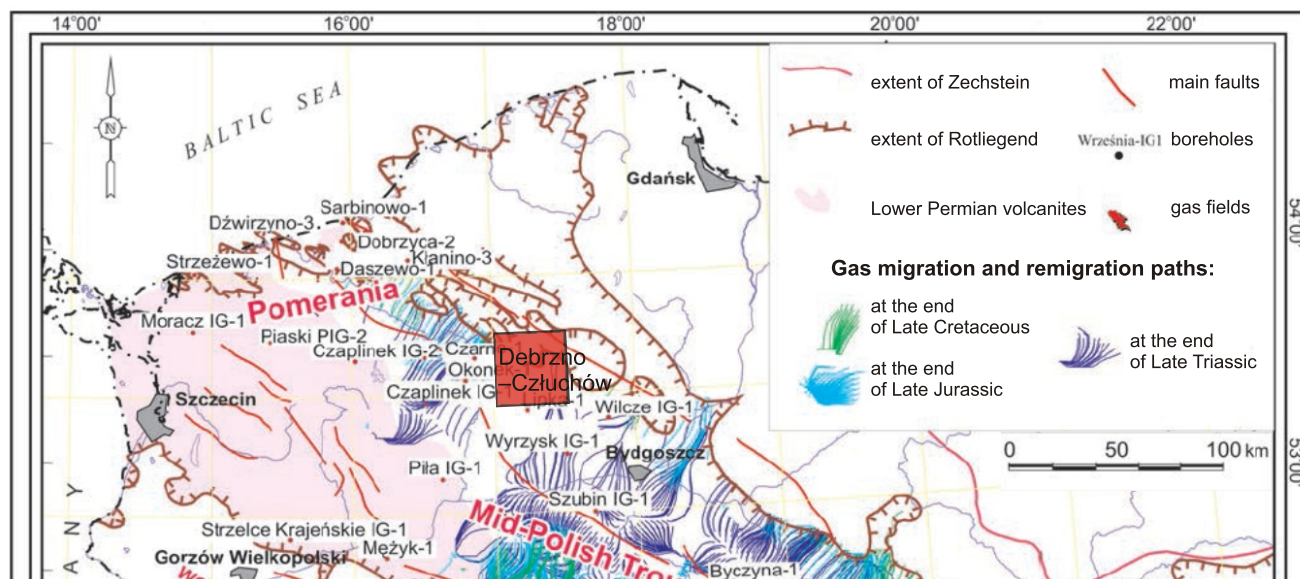 14°00'
16°00'
18°00'
20°00'
22°00'
BALTIC SEA
N
extent of Zechstein
main faults
extent of Rotliegend
Września-IG1
boreholes
Lower Permian volcanites
gas fields
Gas migration and remigration paths:
at the end
of Late Cretaceous
at the end
of Late Jurassic
at the end
of Late Triassic
0
50
100 km
54°00'
53°00'
Gdańsk
Sarbinowo-1
Dźwirzyno-3
Dobrzyca-2
Kłanino-3
Strzeżewo-1
Daszewo-1
Pomerania
Moracz IG-1
Piaski PIG-2
Czaplinek IG-2
Debrzno
–Człuchów
Czaplinek IG-1
Lipka-1
Wilcze IG-1
Szczecin
Wyrzysk IG-1
Bydgoszcz
Piła IG-1
Szubin IG-1
Mid-Polish
Strzelce Krajeńskie IG-1
Mężyk-1
Gorzów Wielkopolski
Byczyna-1